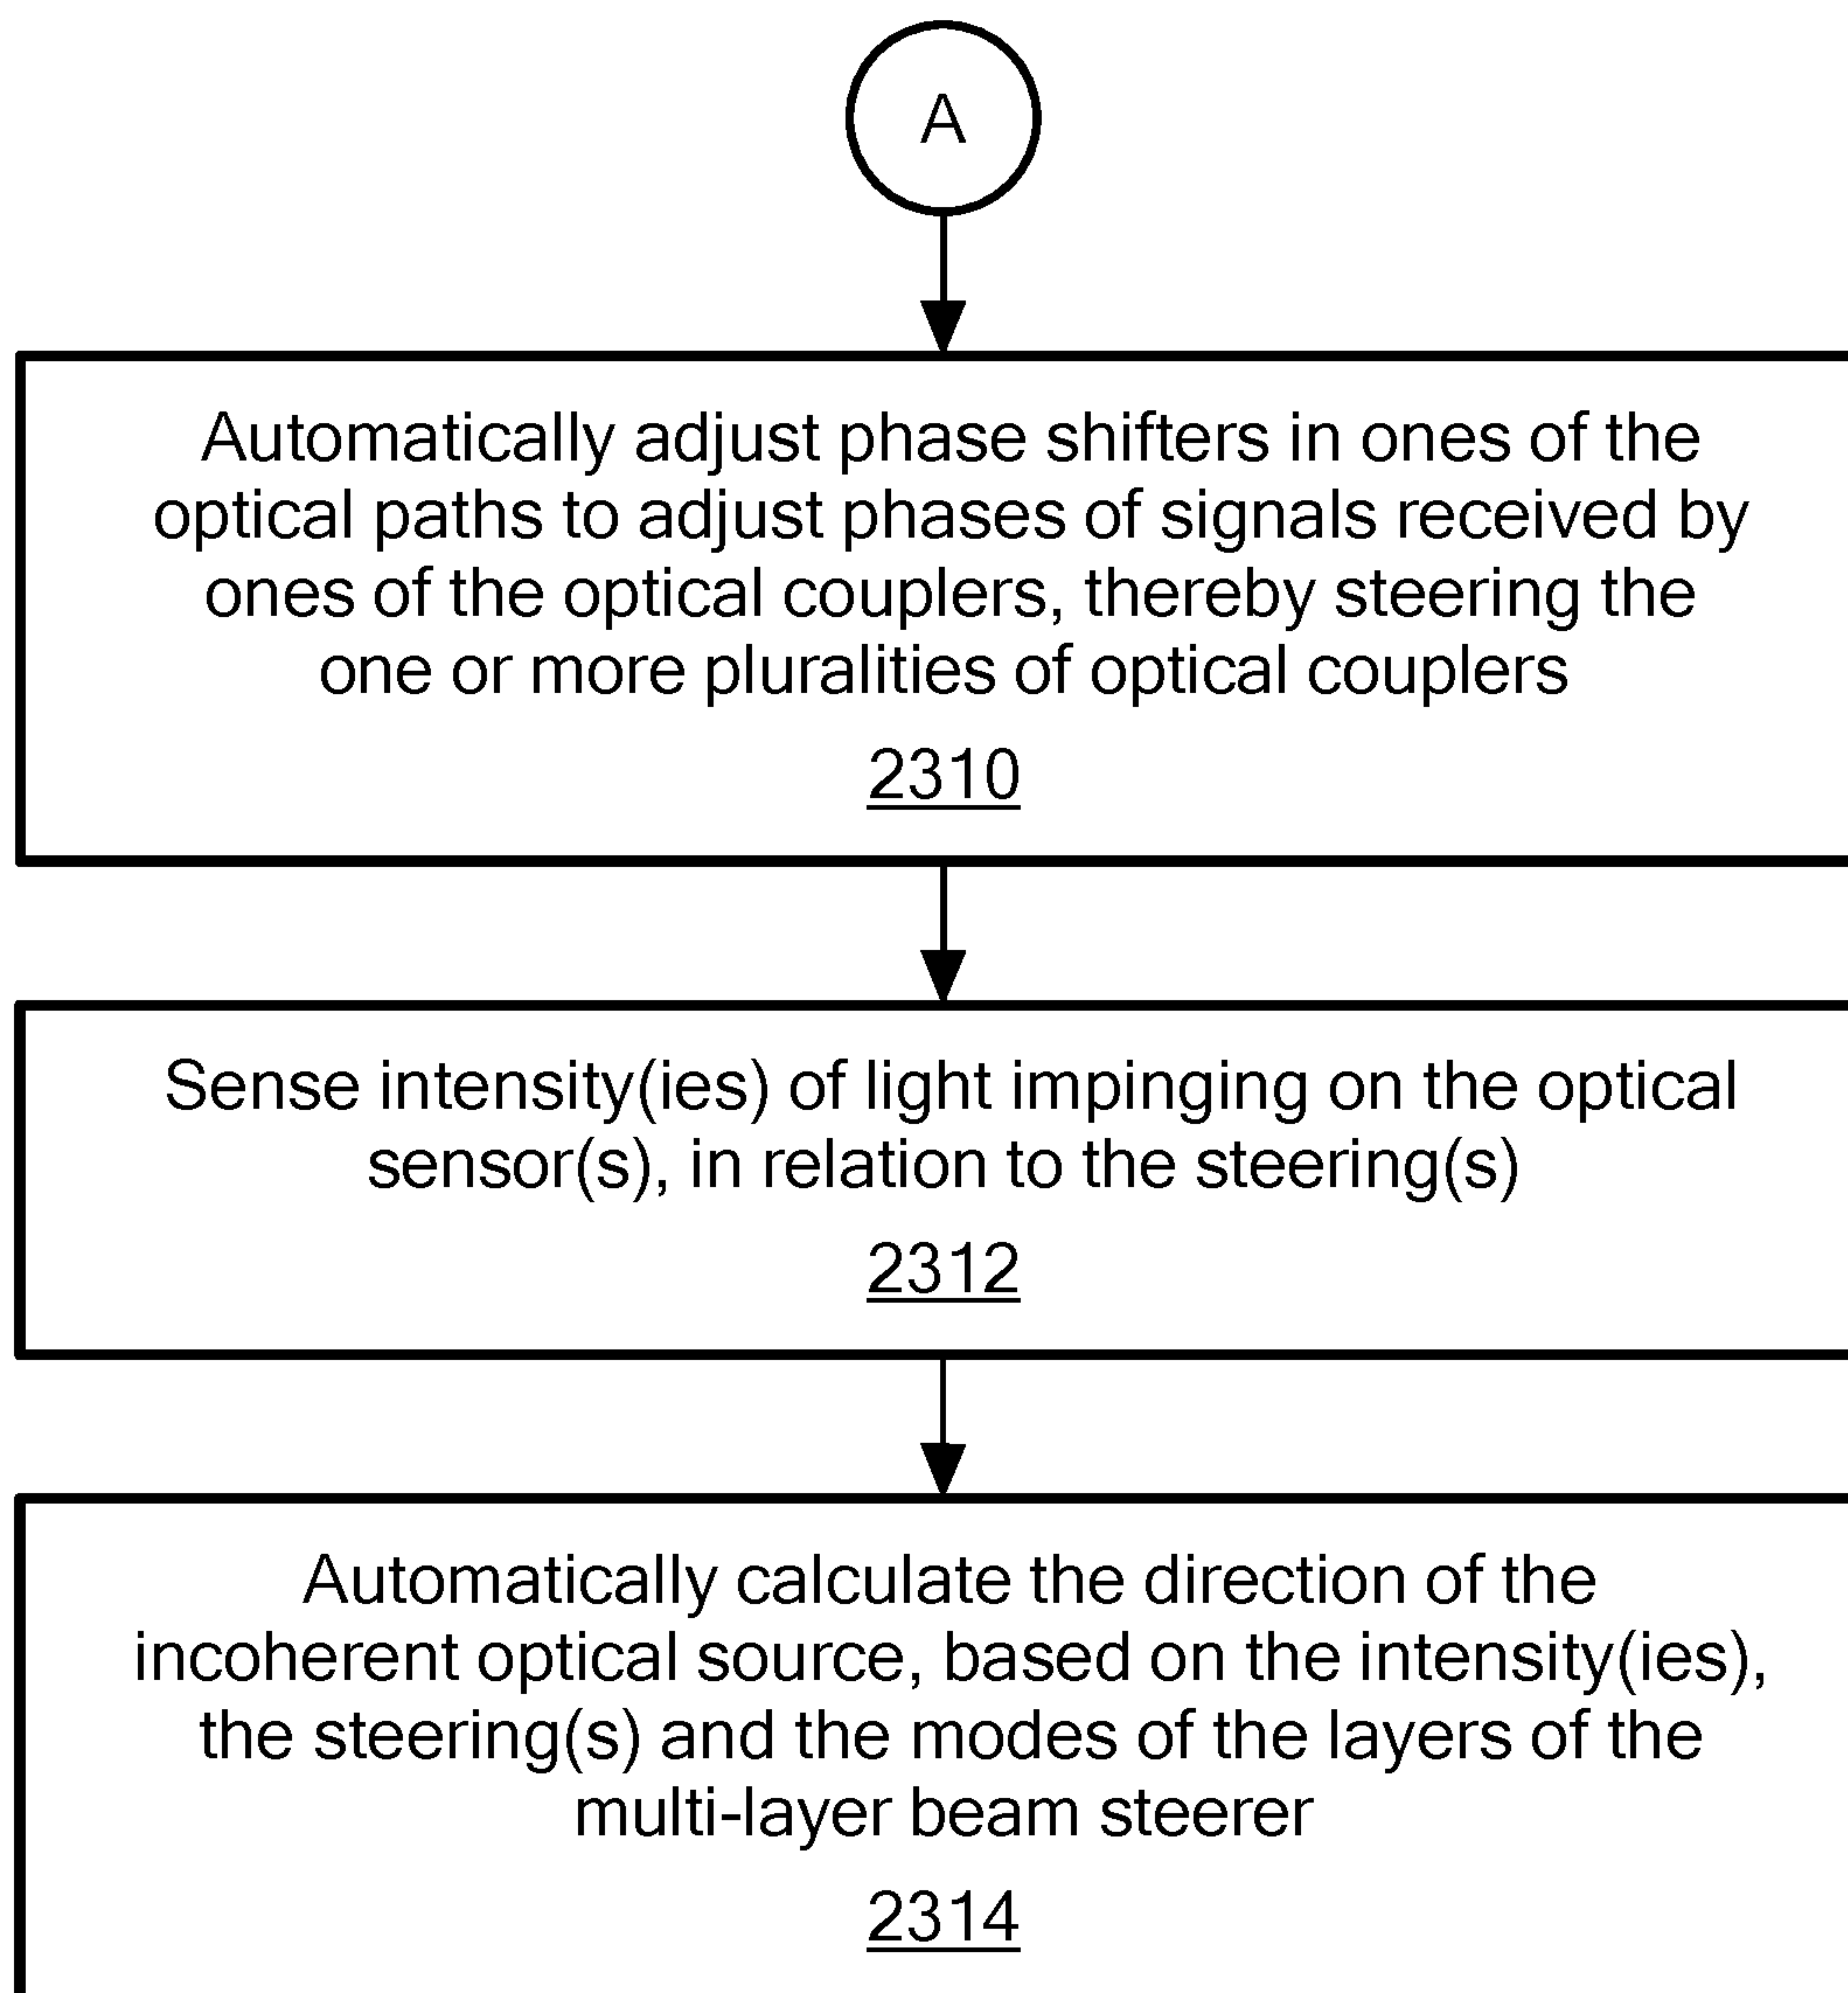 A
Automatically adjust phase shifters in ones of the
optical paths to adjust phases of signals received by
ones of the optical couplers, thereby steering the
one or more pluralities of optical couplers
2310
Sense intensity(ies) of light impinging on the optical
sensor(s), in relation to the steering(s)
2312
Automatically calculate the direction of the
incoherent optical source, based on the intensity(ies),
the steering(s) and the modes of the layers of the
multi-layer beam steerer
2314